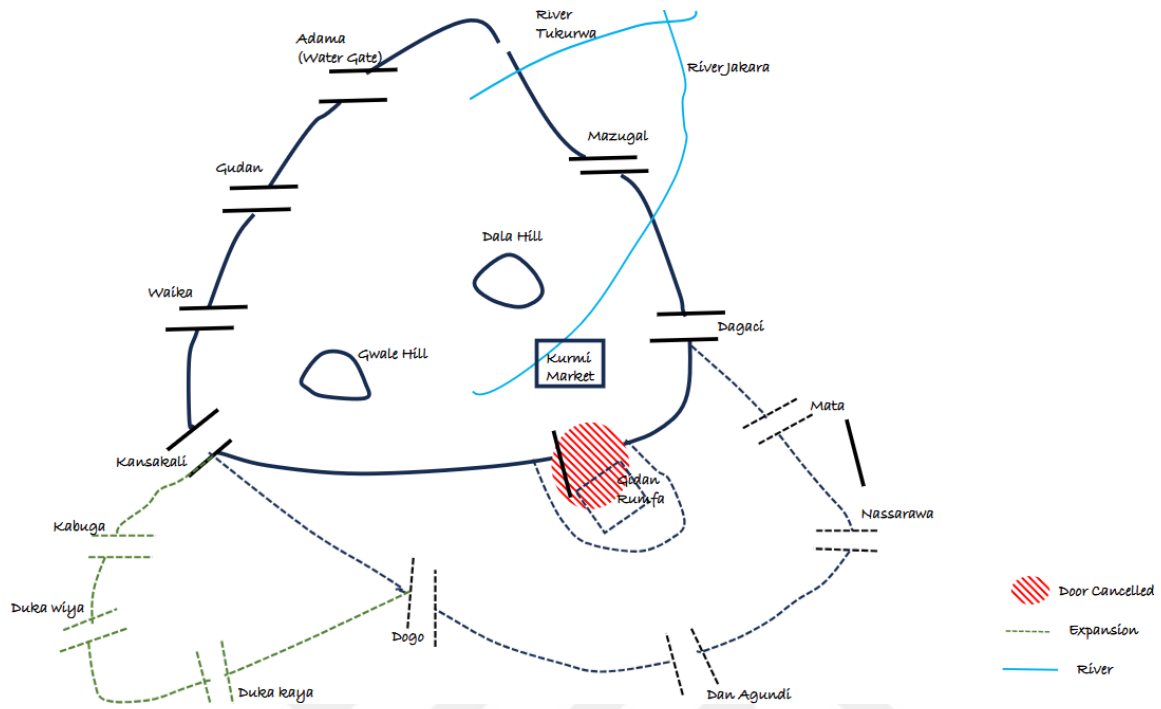 River
Tukurwa
Adama
(Water Gate)
River Jakara
Mazugal
Gudan
Dala Hill
Waika
Dagaci
Gwale Hill
Kurmi
Market
Mata
Kansakali
Gidan
Rumfa
Nassarawa
Kabuga
Duka wiya
Dogo
Duka kaya
Dan Agundi
Door Cancelled
Expansion
River